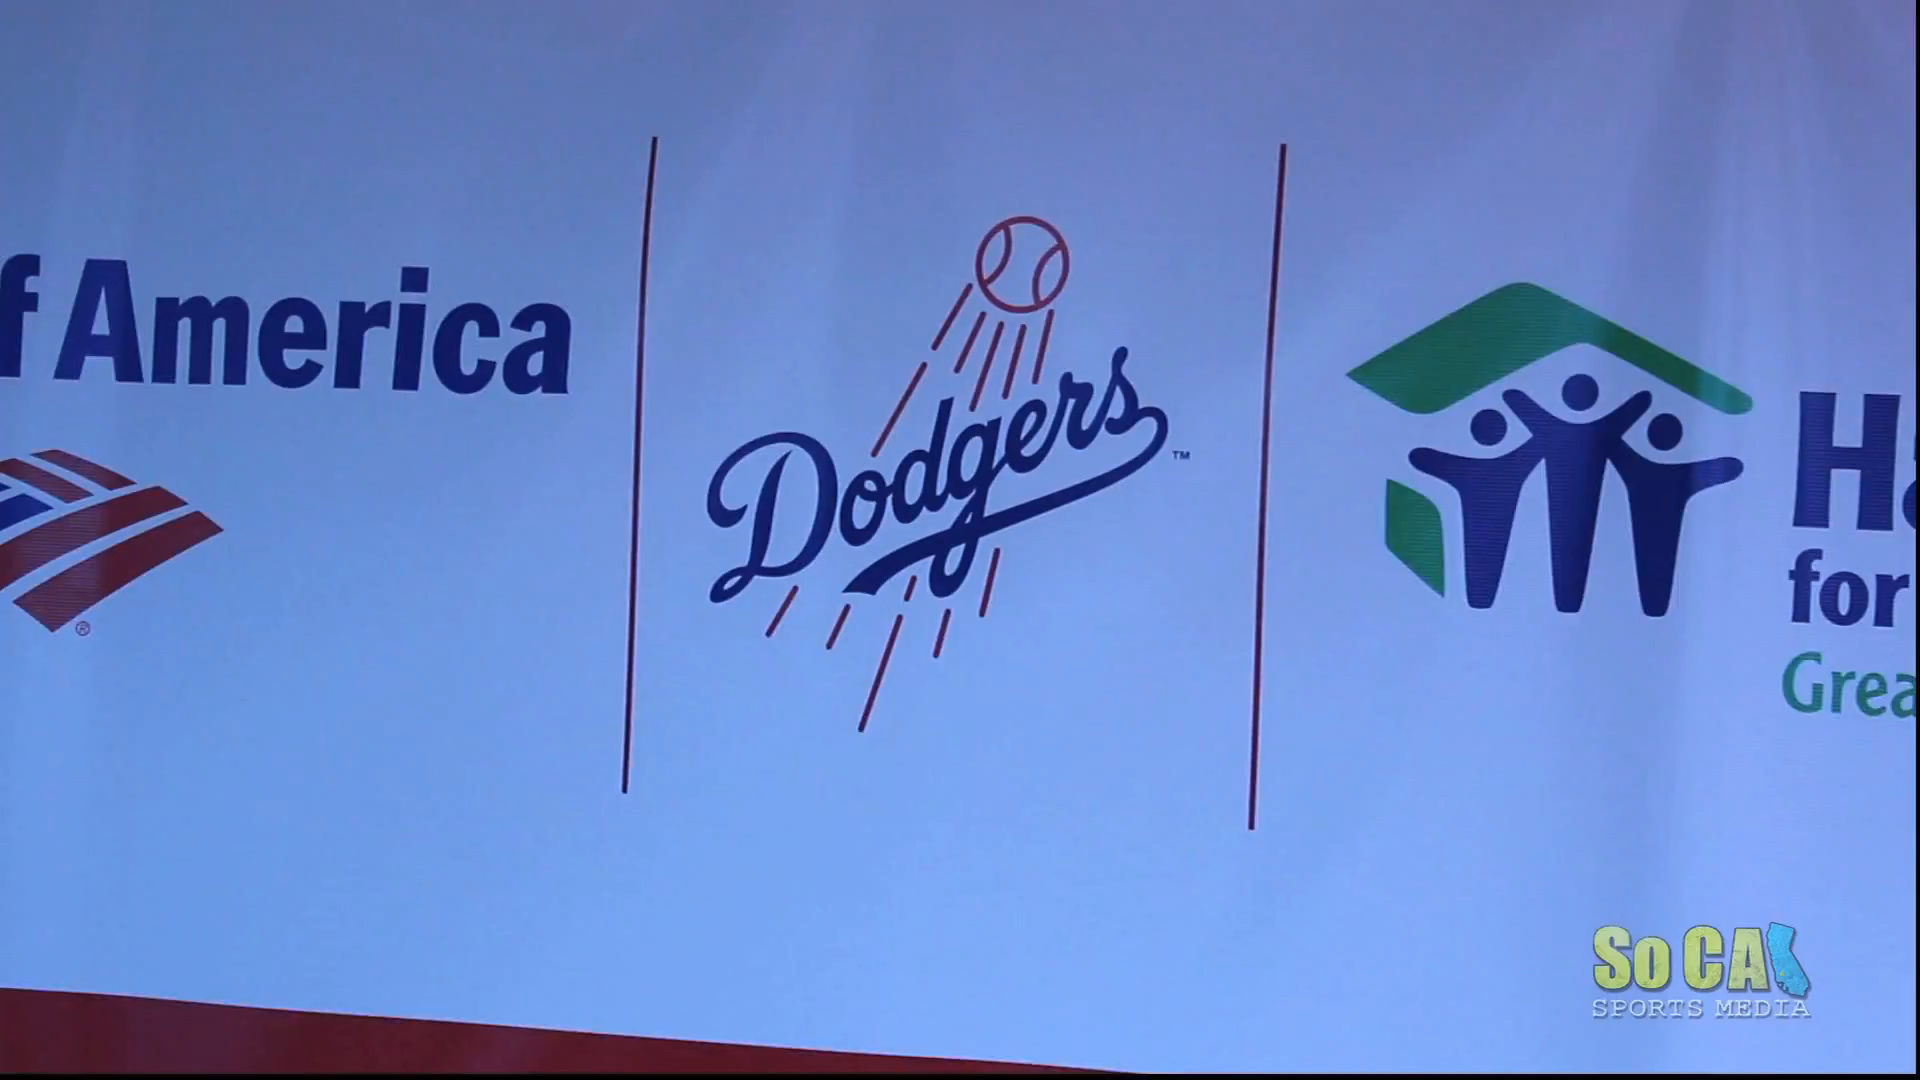 f America
®
Dodgers
™
H
for
Grea
So CA
SPORTS MEDIA